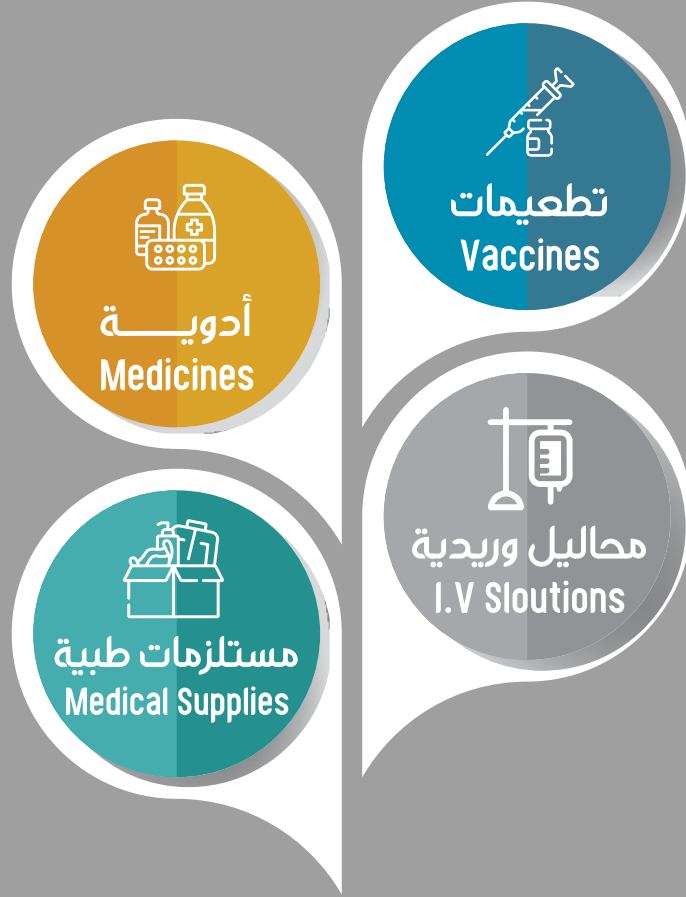 تطعيمات
Vaccines
أدويـــــة
Medicines
محاليل وريدية
I.V Sloutions
مستلزمات طبية
Medical Supplies